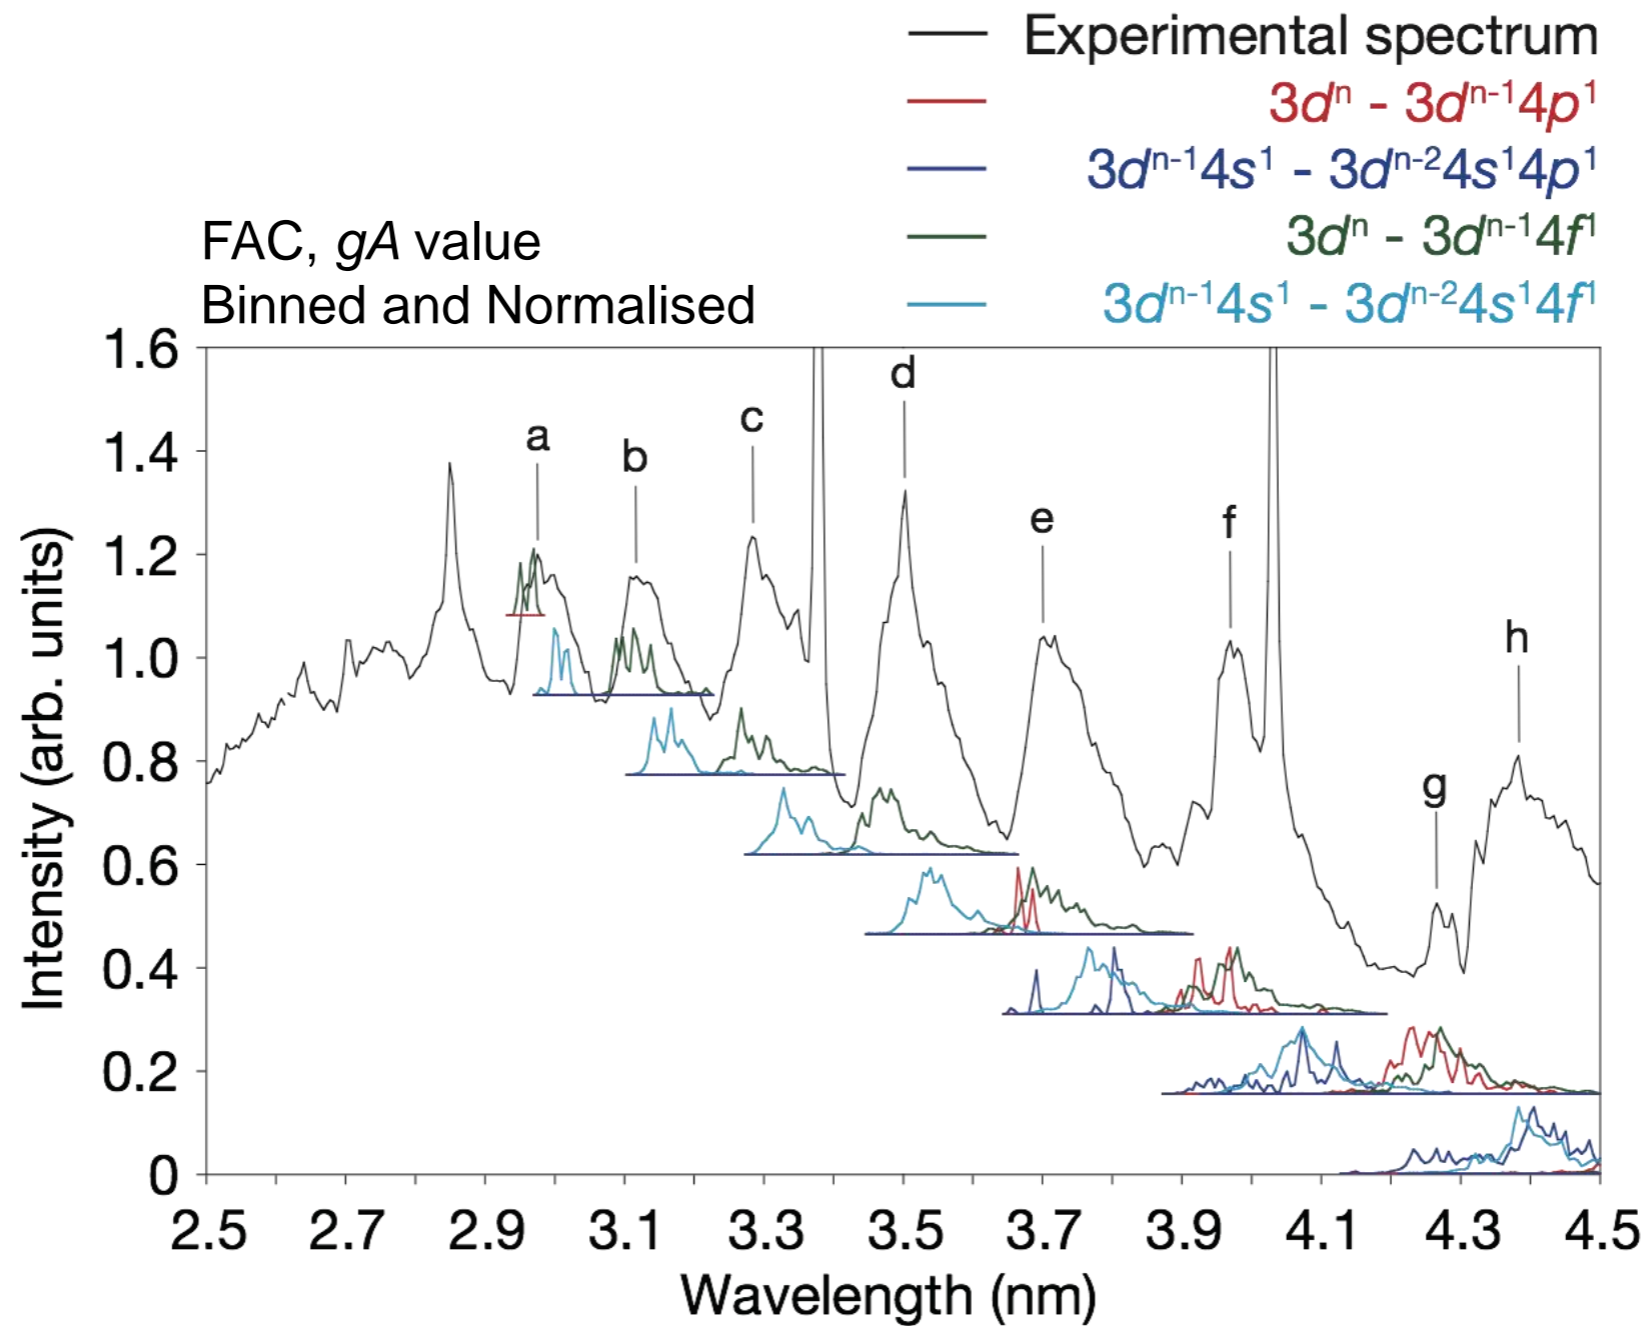 Experimental spectrum
3dⁿ - 3dⁿ⁻¹4p¹
3dⁿ⁻¹4s¹ - 3dⁿ⁻²4s¹4p¹
3dⁿ - 3dⁿ⁻¹4f¹
3dⁿ⁻¹4s¹ - 3dⁿ⁻²4s¹4f¹
FAC, gA value
Binned and Normalised
1.6
1.4
1.2
1.0
0.8
0.6
0.4
0.2
0
Intensity (arb. units)
a
b
c
d
e
f
g
h
2.5 2.7 2.9 3.1 3.3 3.5 3.7 3.9 4.1 4.3 4.5
Wavelength (nm)